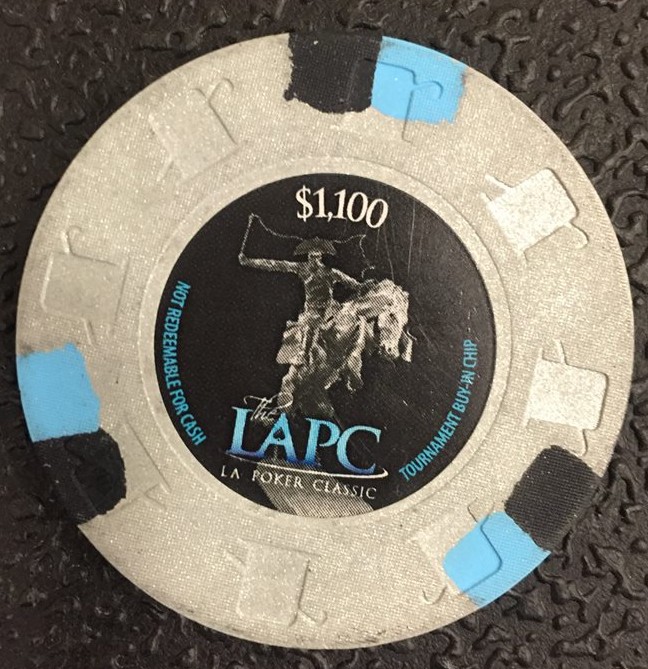 $1,100
NOT REDEEMABLE FOR CASH
TOURNAMENT BUY-IN CHIP
The
LAPC
LA POKER CLASSIC